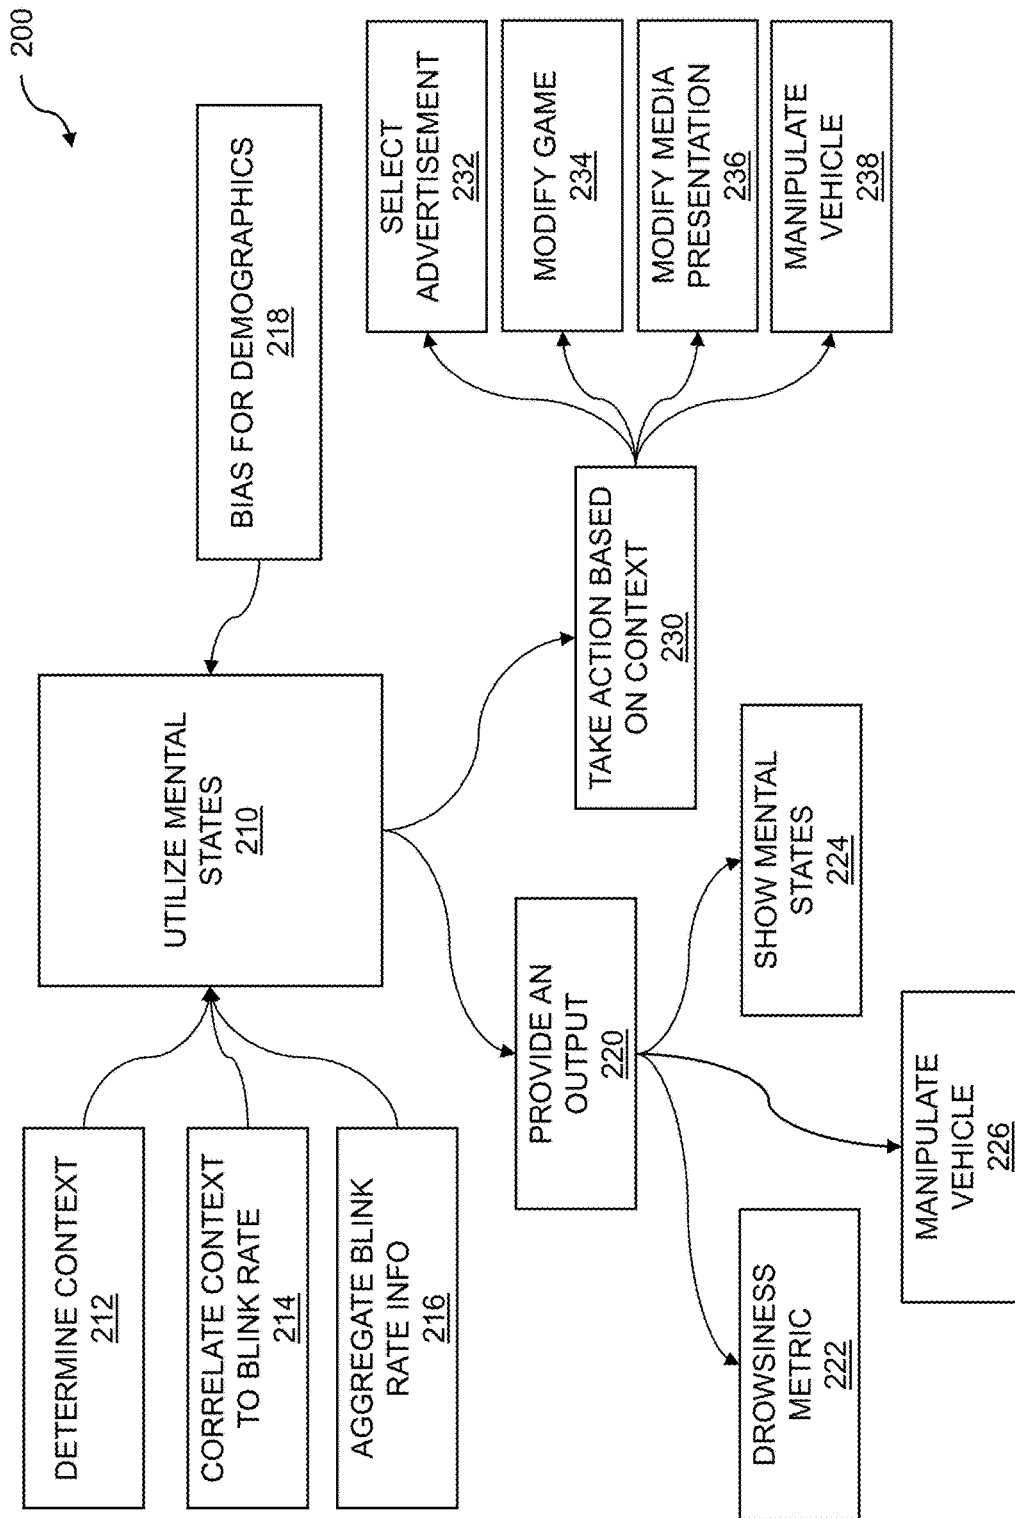 200
DETERMINE CONTEXT
212
CORRELATE CONTEXT
TO BLINK RATE
214
AGGREGATE BLINK
RATE INFO
216
UTILIZE MENTAL
STATES
210
BIAS FOR DEMOGRAPHICS
218
PROVIDE AN
OUTPUT
220
TAKE ACTION BASED
ON CONTEXT
230
SELECT
ADVERTISEMENT
232
MODIFY GAME
234
MODIFY MEDIA
PRESENTATION
236
MANIPULATE
VEHICLE
238
DROWSINESS
METRIC
222
SHOW MENTAL
STATES
224
MANIPULATE
VEHICLE
226